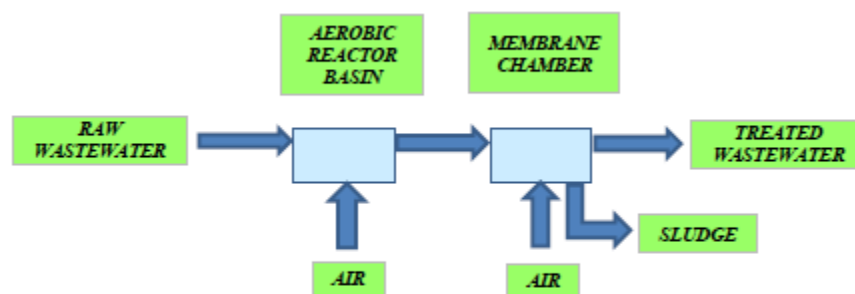 AEROBIC
REACTOR
BASIN
MEMBRANE
CHAMBER
RAW
WASTEWATER
TREATED
WASTEWATER
SLUDGE
AIR
AIR